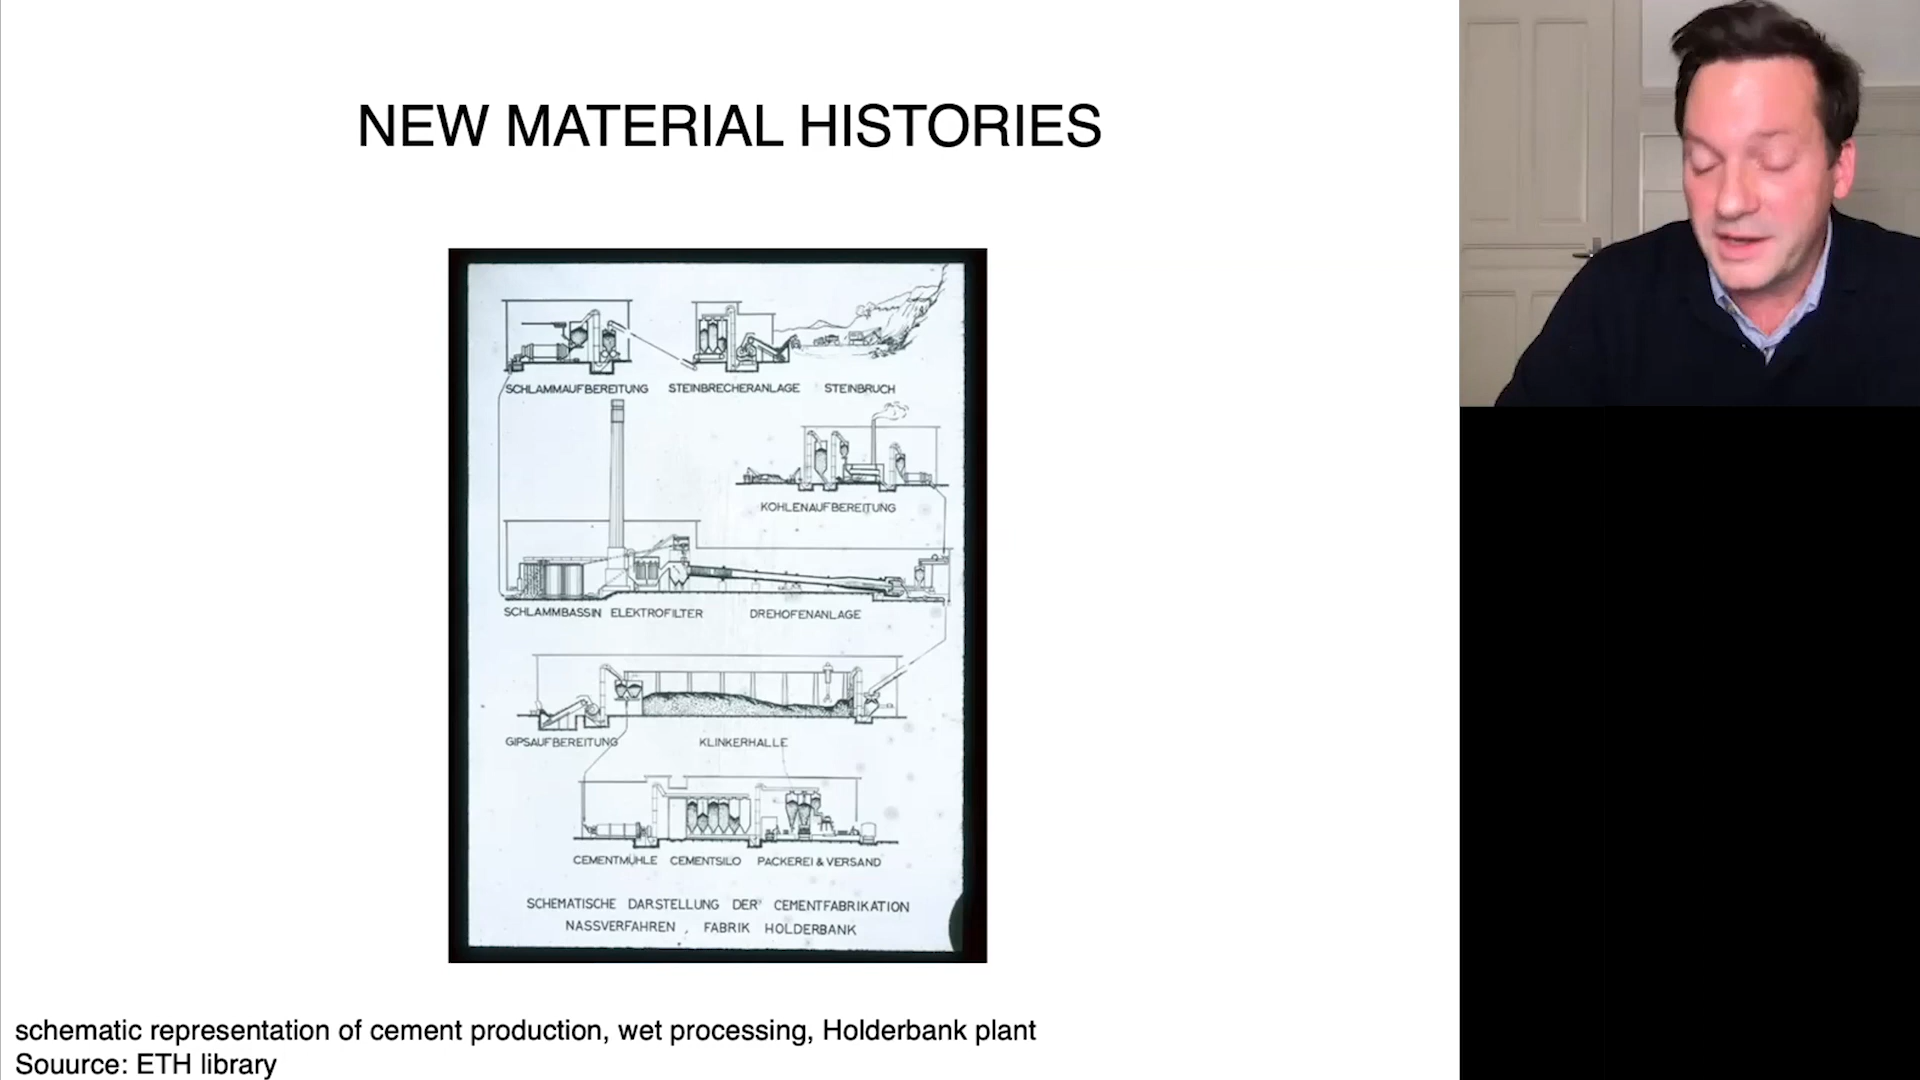 NEW MATERIAL HISTORIES
SCHLAMMAUFBEREITUNG STEINBRECHERANLAGE STEINBRUCH
KOHLENAUFBEREITUNG
SCHLAMMBASSIN ELEKTROFILTER DREHOFENANLAGE
GIPSAUFBEREITUNG KLINKERHALLE
CEMENTMÜHLE CEMENTSILO PACKEREI & VERSAND
SCHEMATISCHE DARSTELLUNG DER CEMENTFABRIKATION
NASSVERFAHREN, FABRIK HOLDERBANK
schematic representation of cement production, wet processing, Holderbank plant
Souurce: ETH library